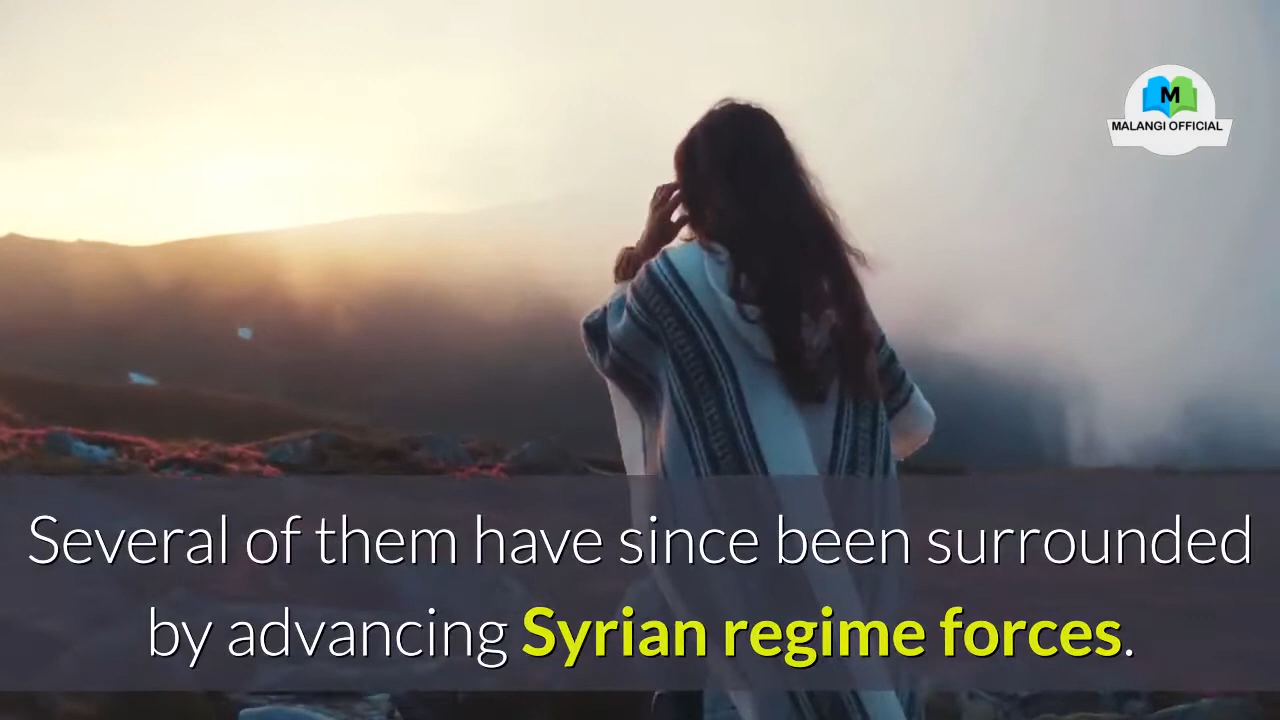 M
MALANGI OFFICIAL
Several of them have since been surrounded
by advancing Syrian regime forces.